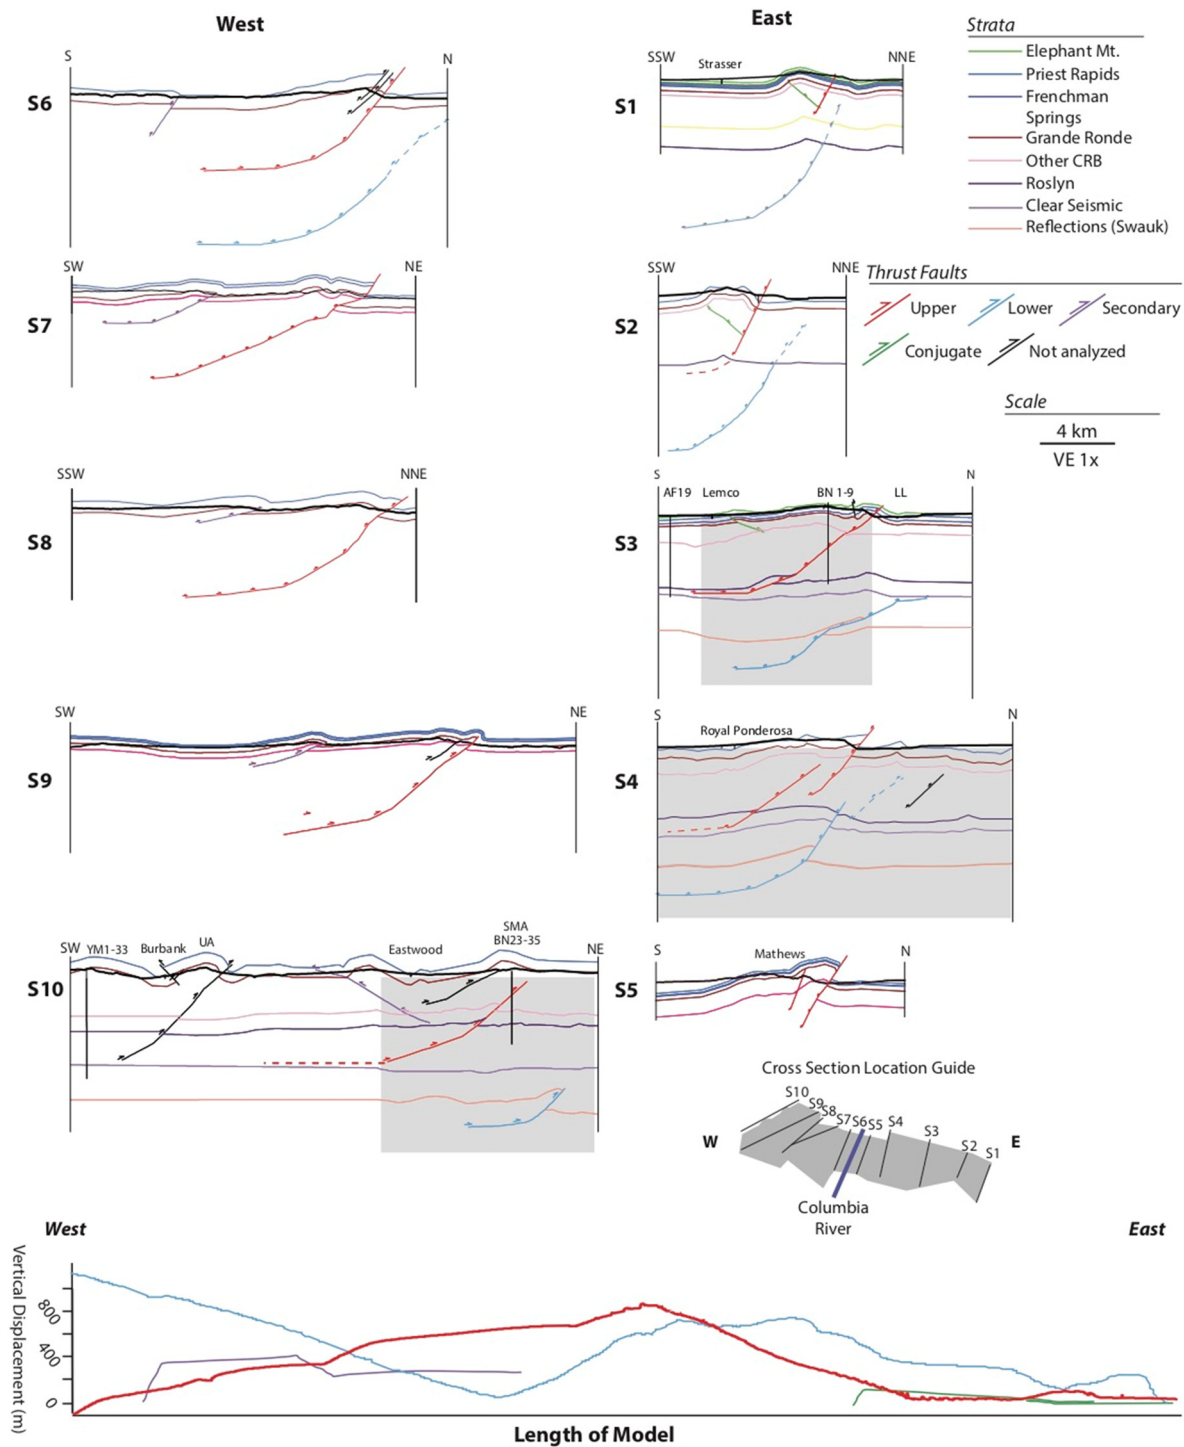 West
East
S
N
S6
SW
NE
S7
SSW
NNE
S8
SW
NE
S9
SW
YM1-33
Burbank
UA
Eastwood
SMA
BN23-35
NE
S10
SSW
Strasser
NNE
S1
SSW
NNE
S2
S
N
AF19
Lemco
BN 1-9
LL
S3
S
N
Royal Ponderosa
S4
S
Mathews
N
S5
Strata
Elephant Mt.
Priest Rapids
Frenchman
Springs
Grande Ronde
Other CRB
Roslyn
Clear Seismic
Reflections (Swauk)
Thrust Faults
Upper
Lower
Secondary
Conjugate
Not analyzed
Scale
4 km
VE 1x
Cross Section Location Guide
S10
S9
S8
S7
S6
S5
S4
S3
S2
S1
W
E
Columbia
River
West
East
Vertical Displacement (m)
800
400
0
Length of Model